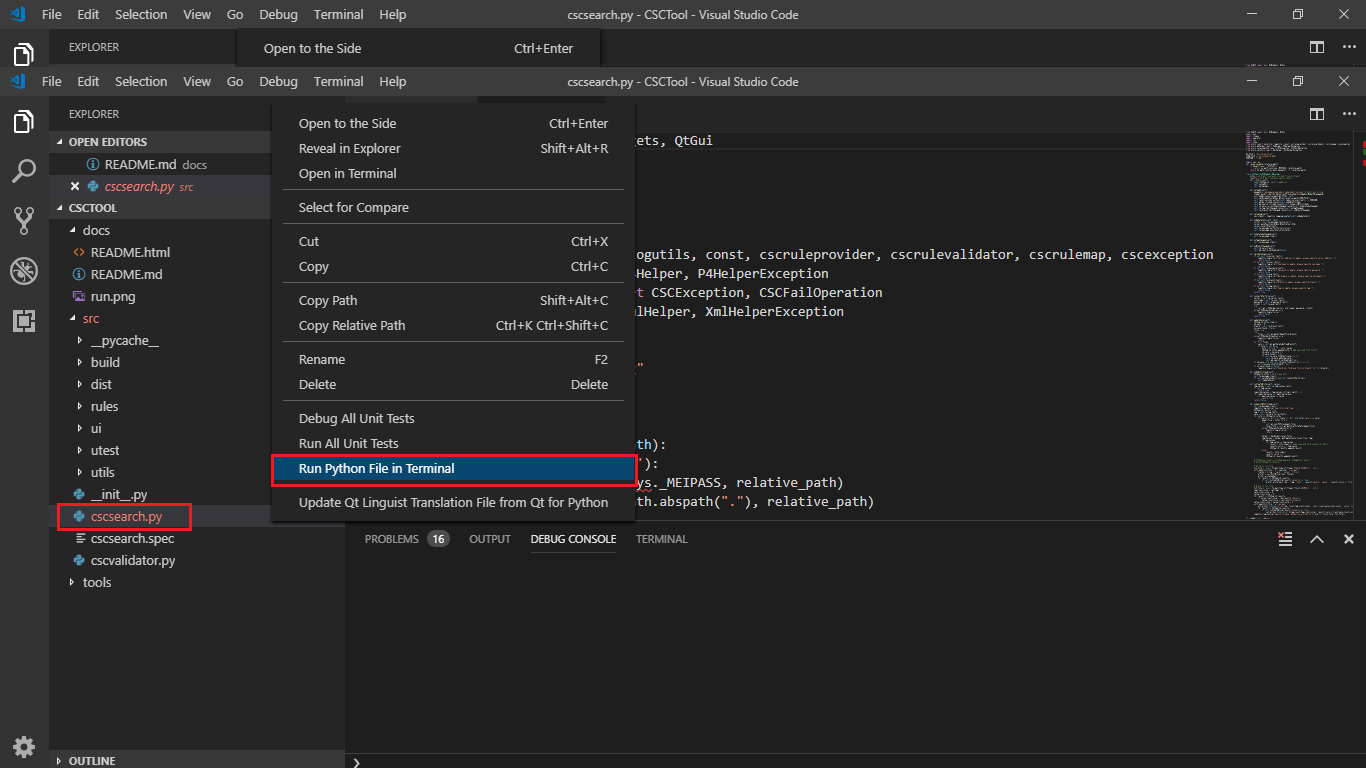 File Edit Selection View Go Debug Terminal Help cscsearch.py - CSCTool - Visual Studio Code
EXPLORER
Open to the Side Ctrl+Enter
File Edit Selection View Go Debug Terminal Help cscsearch.py - CSCTool - Visual Studio Code
EXPLORER
OPEN EDITORS
README.md docs
cscsearch.py src
CSCTOOL
docs
README.html
README.md
run.png
src
__pycache__
build
dist
rules
ui
utest
utils
__init__.py
cscsearch.py
cscsearch.spec
cscvalidator.py
tools
OUTLINE
Open to the Side Ctrl+Enter
Reveal in Explorer Shift+Alt+R
Open in Terminal
Select for Compare
Cut Ctrl+X
Copy Ctrl+C
Copy Path Shift+Alt+C
Copy Relative Path Ctrl+K Ctrl+Shift+C
Rename F2
Delete Delete
Debug All Unit Tests
Run All Unit Tests
Run Python File in Terminal
Update Qt Linguist Translation File from Qt for Python
ets, QtGui
ogutils, const, cscruleprovider, cscrulevalidator, cscrulemap, cscexception
Helper, P4HelperException
t CSCException, CSCFailOperation
lHelper, XmlHelperException
"
th):
'):
ys._MEIPASS, relative_path)
th.abspath("."), relative_path)
PROBLEMS 16 OUTPUT DEBUG CONSOLE TERMINAL